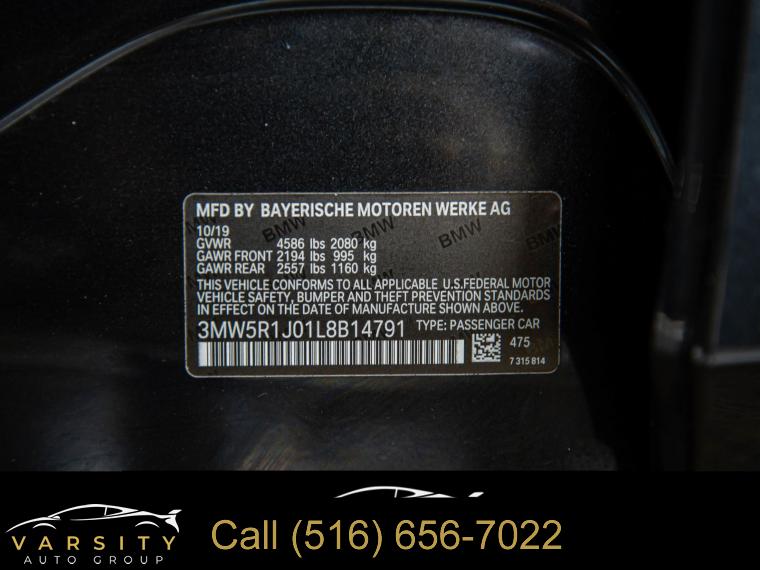 MFD BY BAYERISCHE MOTOREN WERKE AG
10/19
GVWR 4586 lbs 2080 kg
GAWR FRONT 2194 lbs 995 kg
GAWR REAR 2557 lbs 1160 kg
THIS VEHICLE CONFORMS TO ALL APPLICABLE U.S.FEDERAL MOTOR
VEHICLE SAFETY, BUMPER AND THEFT PREVENTION STANDARDS
IN EFFECT ON THE DATE OF MANUFACTURE SHOWN ABOVE.
3MW5R1J01L8B14791 TYPE: PASSENGER CAR
475
7 315 814
BMW BMW BMW
VARSITY
AUTO GROUP
Call (516) 656-7022